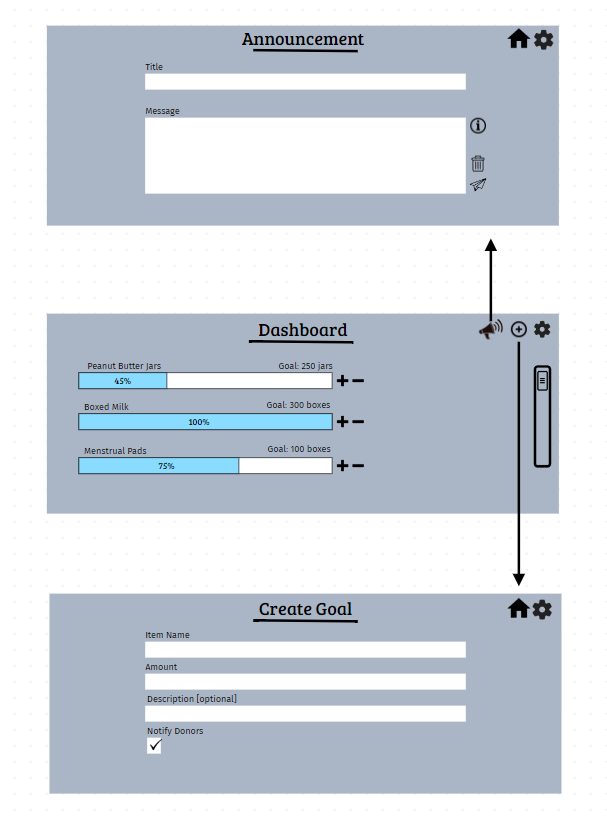 Announcement
Title
Message
Dashboard
Peanut Butter Jars Goal: 250 jars
45%
Boxed Milk Goal: 300 boxes
100%
Menstrual Pads Goal: 100 boxes
75%
Create Goal
Item Name
Amount
Description [optional]
Notify Donors